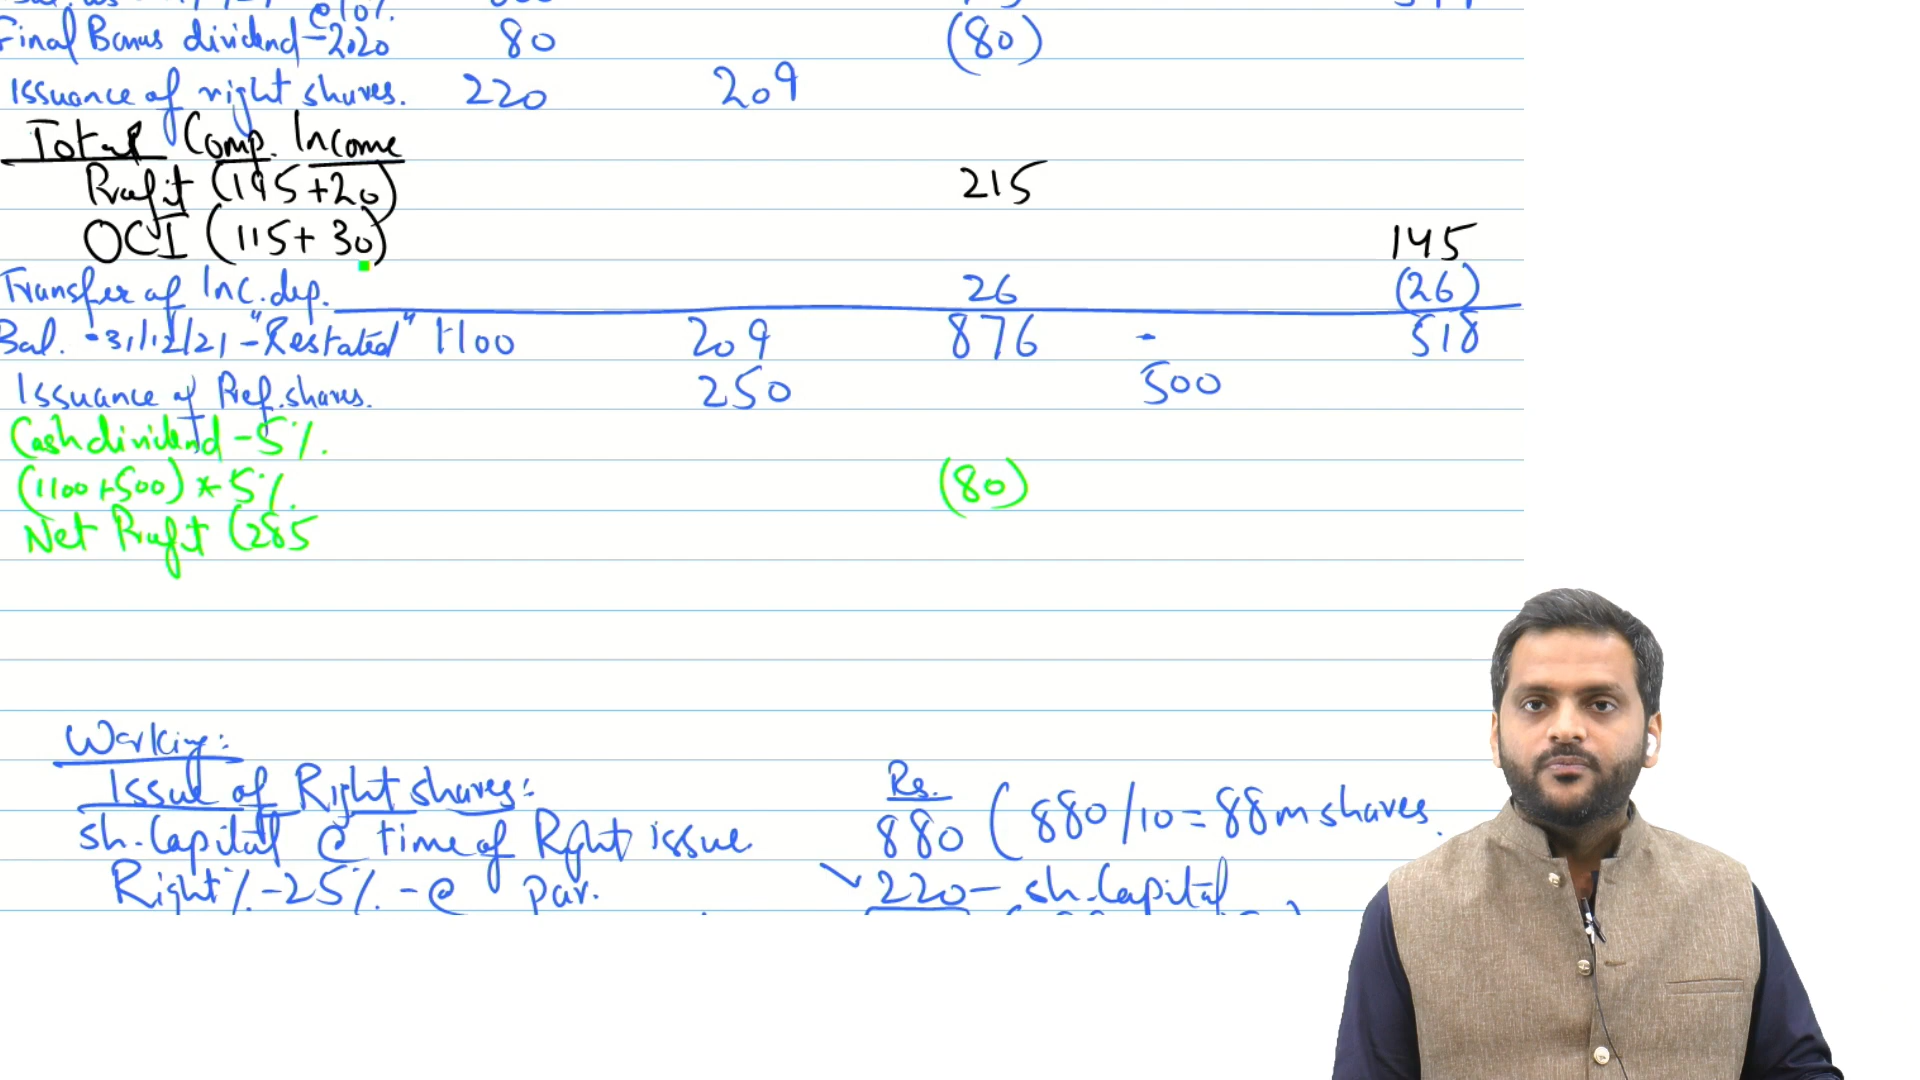 @10%.
Final Bonus dividend-2020 80 (80)
Issuance of right shares. 220 209
Total Comp. Income
Profit (195+20) 215
OCI (115+ 30) 145
Transfer of Inc. dep. 26 (26)
Bal. -31/12/21-"Restated" 1100 209 876 - 518
Issuance of Pref. shares. 250 500
Cash dividend -5%.
(1100+500) * 5%. (80)
Net Profit (285
Working:
Issue of Right shares: Rs.
sh. Capital @ time of Right issue 880 ( 880/10 = 88m shares.
Right % -25% - @ par. 220 - sh. Capital